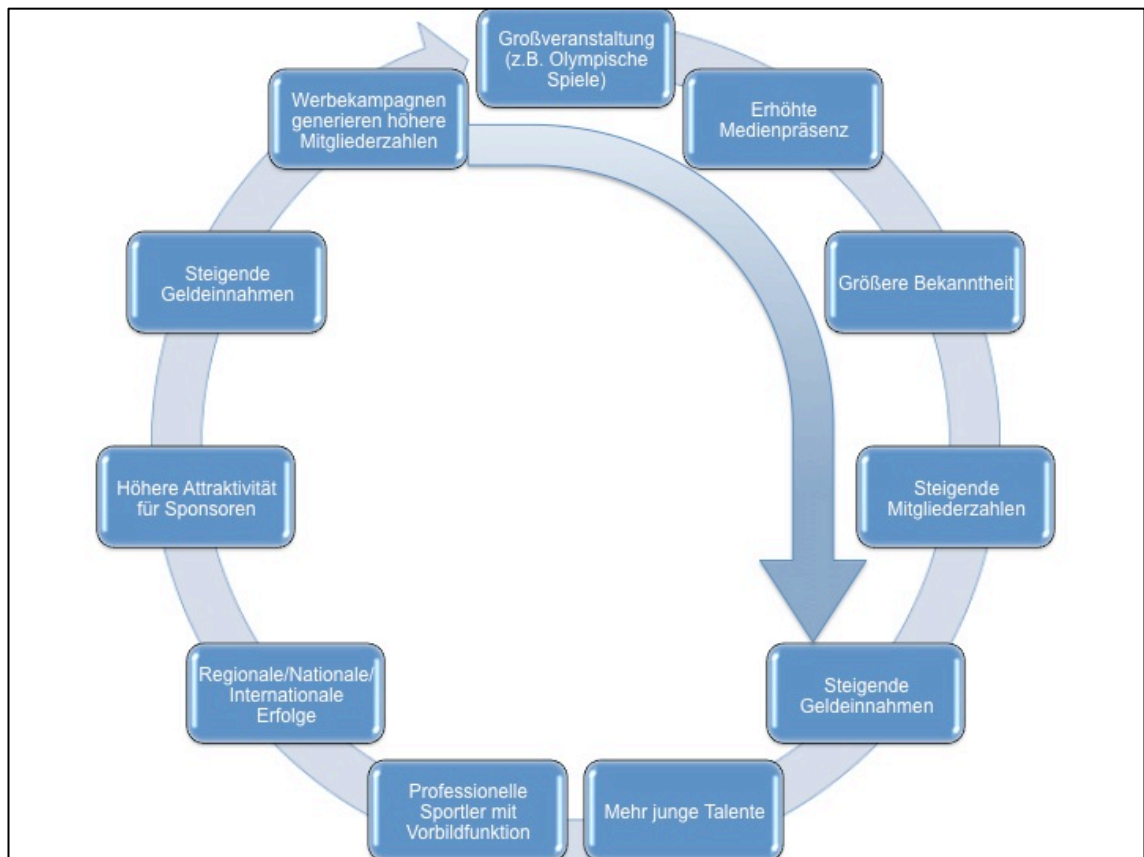 Großveranstaltung
(z.B. Olympische
Spiele)
Erhöhte
Medienpräsenz
Größere Bekanntheit
Steigende
Mitgliederzahlen
Steigende
Geldeinnahmen
Mehr junge Talente
Professionelle
Sportler mit
Vorbildfunktion
Regionale/Nationale/
Internationale
Erfolge
Höhere Attraktivität
für Sponsoren
Steigende
Geldeinnahmen
Werbekampagnen
generieren höhere
Mitgliederzahlen